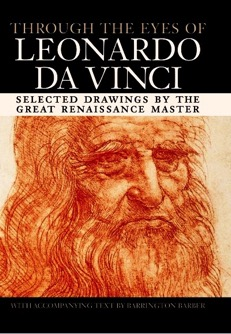 THROUGH THE EYES OF
LEONARDO
DA VINCI
SELECTED DRAWINGS BY THE
GREAT RENAISSANCE MASTER
WITH ACCOMPANYING TEXT BY BARRINGTON BARBER